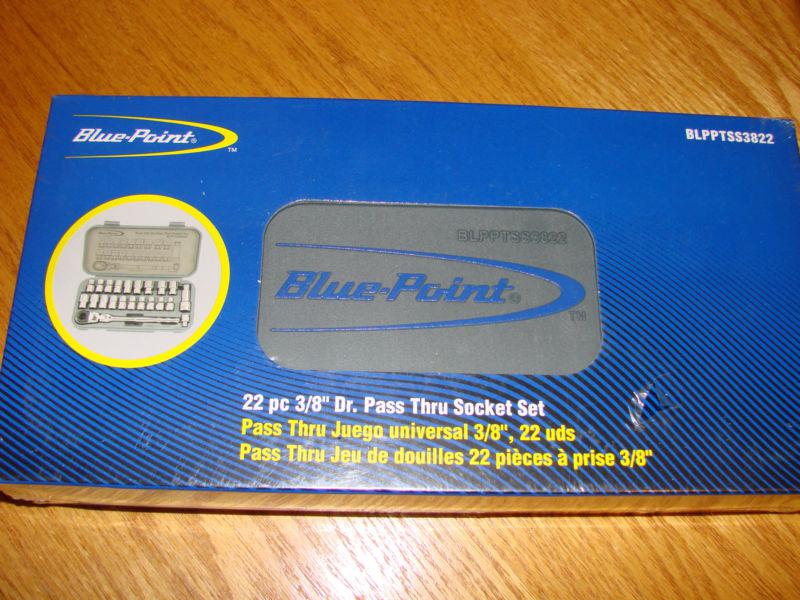 Blue-Point®
TM
BLPPTSS3822
BLPPTSS3822
Blue-Point®
TM
22 pc 3/8" Dr. Pass Thru Socket Set
Pass Thru Juego universal 3/8", 22 uds
Pass Thru Jeu de douilles 22 pièces à prise 3/8"